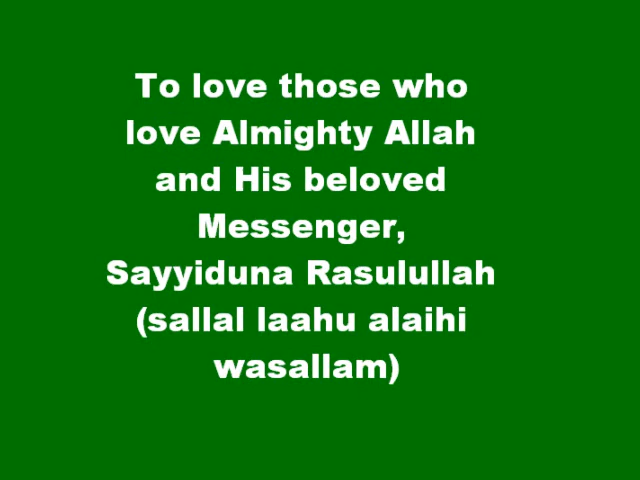 To love those who
love Almighty Allah
and His beloved
Messenger,
Sayyiduna Rasulullah
(sallal laahu alaihi
wasallam)